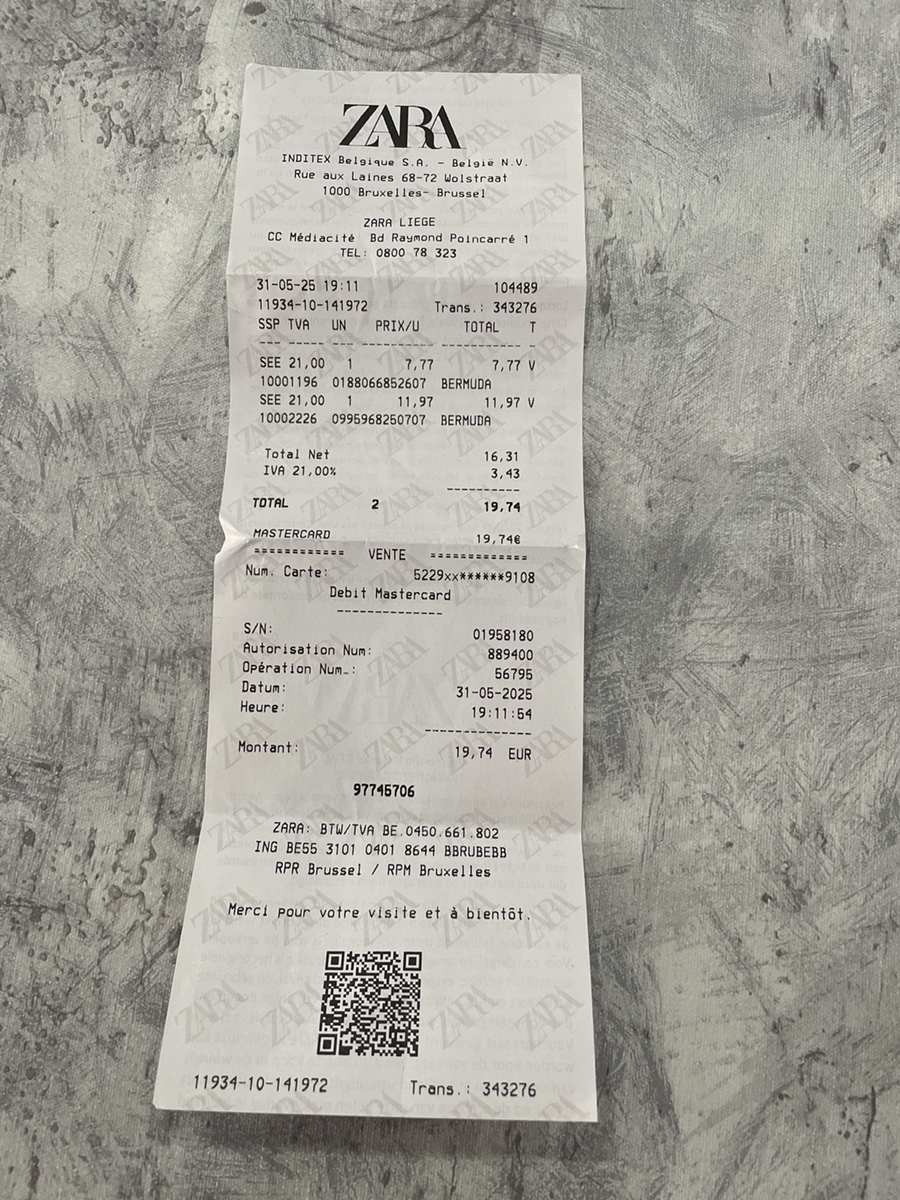 ZARA
INDITEX Belgique S.A. - België N.V.
Rue aux Laines 68-72 Wolstraat
1000 Bruxelles- Brussel
ZARA LIEGE
CC Médiacité Bd Raymond Poincarré 1
TEL: 0800 78 323
31-05-25 19:11 104489
11934-10-141972 Trans.: 343276
SSP TVA UN PRIX/U TOTAL T
--- ----- --- ---------- ----------- -
SEE 21,00 1 7,77 7,77 V
10001196 0188066852607 BERMUDA
SEE 21,00 1 11,97 11,97 V
10002226 0995968250707 BERMUDA
Total Net 16,31
IVA 21,00% 3,43
----------
TOTAL 2 19,74
MASTERCARD 19,74€
============ VENTE =============
Num. Carte: 5229xx******9108
Debit Mastercard
--------------
S/N: 01958180
Autorisation Num: 889400
Opération Num.: 56795
Datum: 31-05-2025
Heure: 19:11:54
--------------
Montant: 19,74 EUR
97745706
ZARA: BTW/TVA BE.0450.661.802
ING BE55 3101 0401 8644 BBRUBEBB
RPR Brussel / RPM Bruxelles
Merci pour votre visite et à bientôt.
11934-10-141972 Trans.: 343276